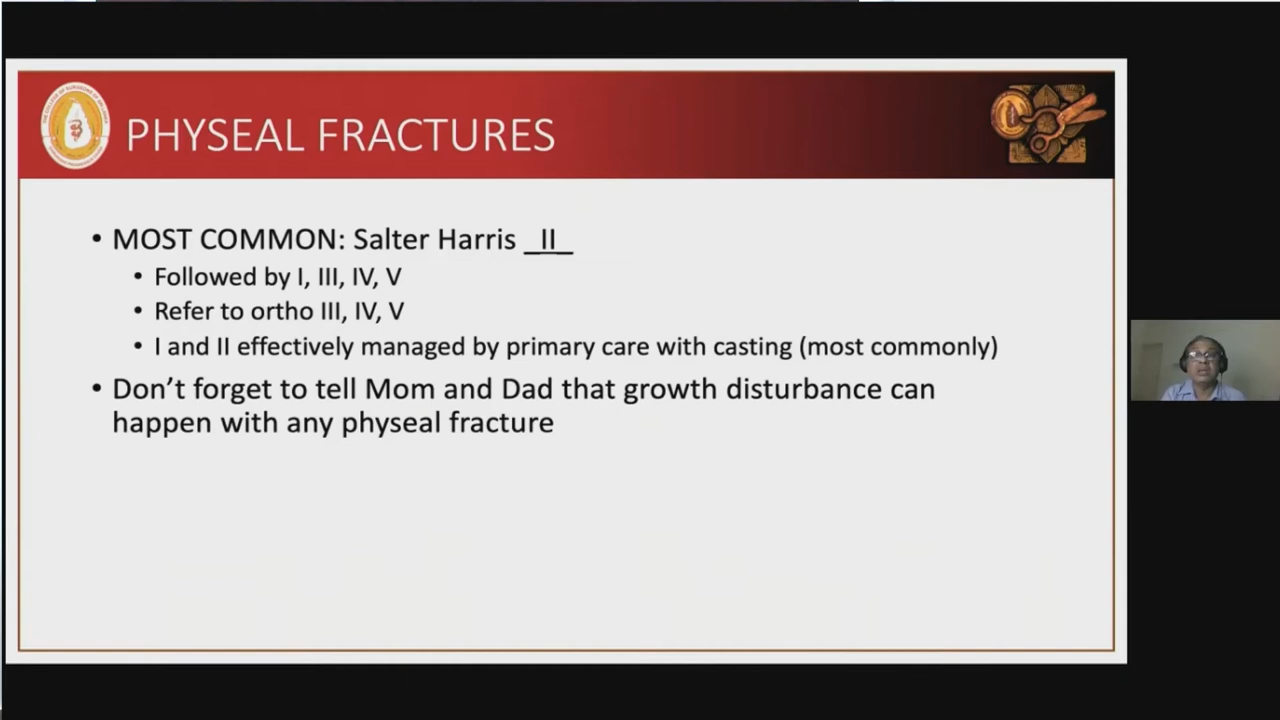 PHYSEAL FRACTURES
• MOST COMMON: Salter Harris _II_
• Followed by I, III, IV, V
• Refer to ortho III, IV, V
• I and II effectively managed by primary care with casting (most commonly)
• Don't forget to tell Mom and Dad that growth disturbance can
happen with any physeal fracture